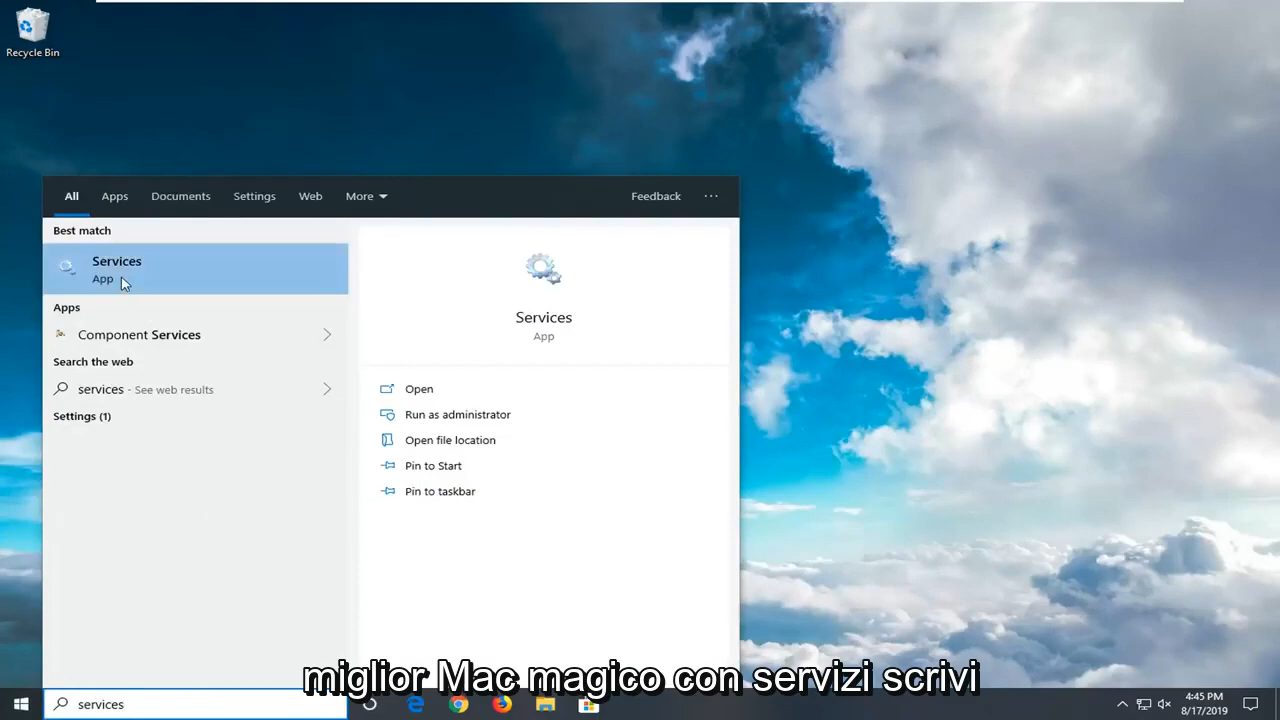 Recycle Bin
All Apps Documents Settings Web More Feedback ···
Best match
Services
App
Apps
Component Services
Search the web
services - See web results
Settings (1)
Services
App
Open
Run as administrator
Open file location
Pin to Start
Pin to taskbar
miglior Mac magico con servizi scrivi
services
4:45 PM
8/17/2019